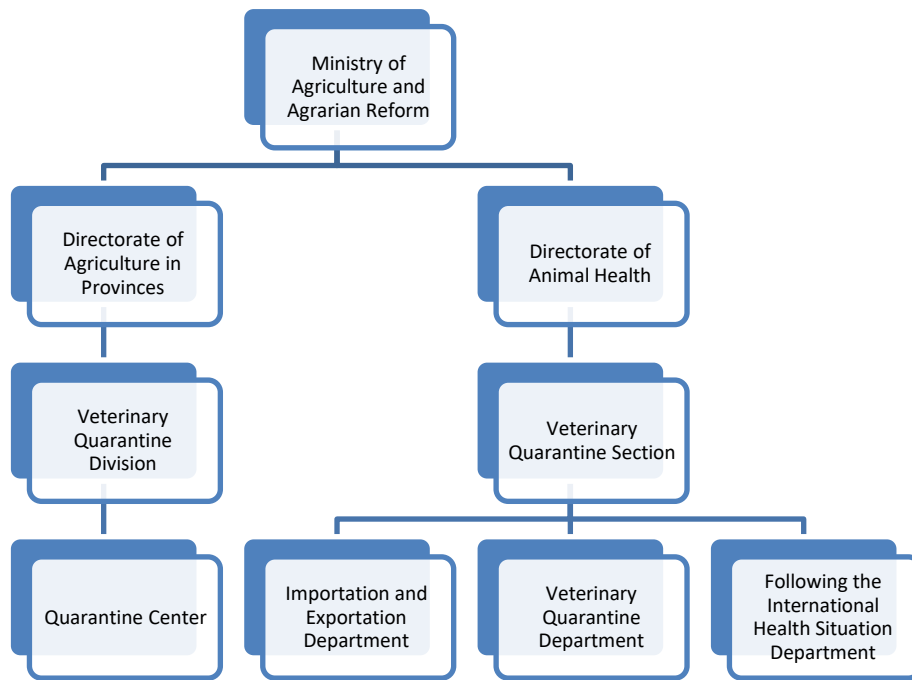 Ministry of
Agriculture and
Agrarian Reform
Directorate of
Agriculture in
Provinces
Directorate of
Animal Health
Veterinary
Quarantine
Division
Veterinary
Quarantine Section
Quarantine Center
Importation and
Exportation
Department
Veterinary
Quarantine
Department
Following the
International
Health Situation
Department